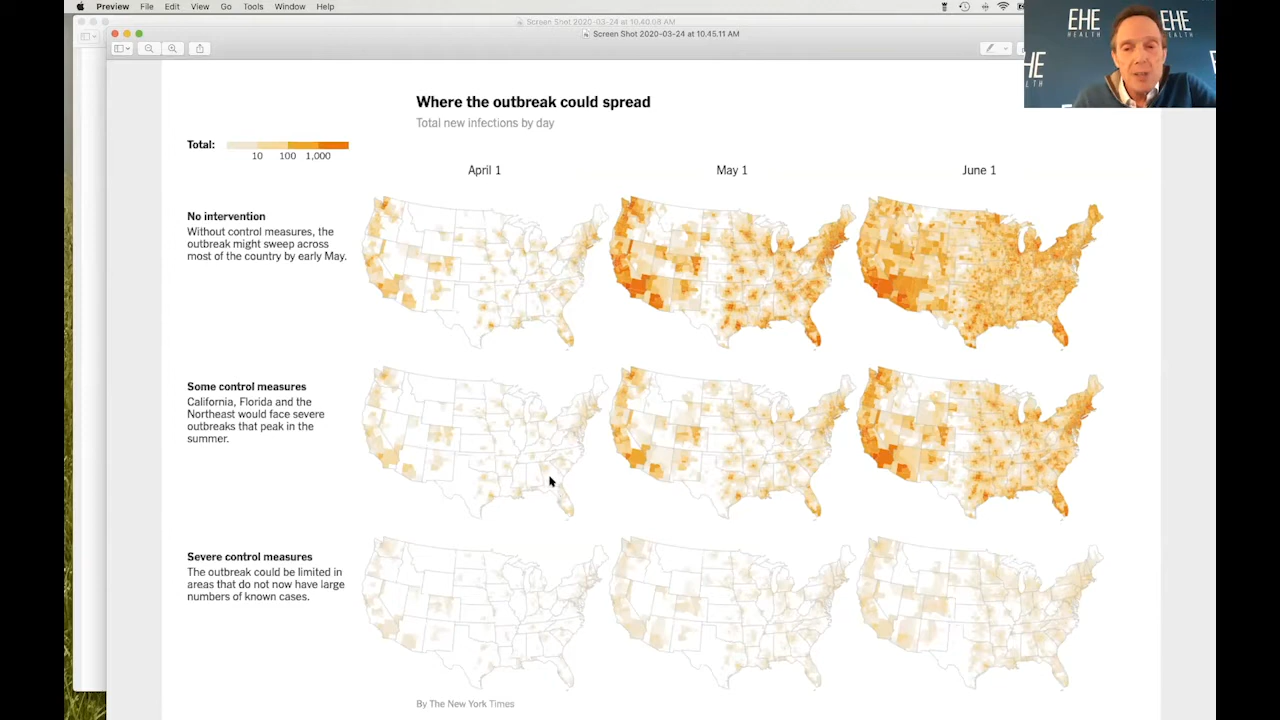 Preview File Edit View Go Tools Window Help
Screen Shot 2020-03-24 at 10.40.08 AM
Screen Shot 2020-03-24 at 10.45.11 AM
EHE
HEALTH
EHE
HEALTH
HE
LTH
Where the outbreak could spread
Total new infections by day
Total:
10 100 1,000
April 1 May 1 June 1
No intervention
Without control measures, the
outbreak might sweep across
most of the country by early May.
Some control measures
California, Florida and the
Northeast would face severe
outbreaks that peak in the
summer.
Severe control measures
The outbreak could be limited in
areas that do not now have large
numbers of known cases.
By The New York Times